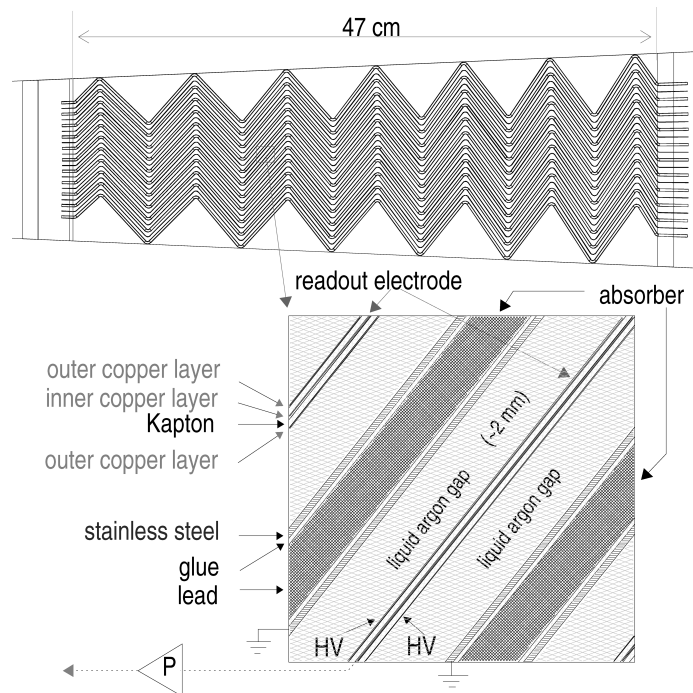 47 cm
readout electrode
absorber
outer copper layer
inner copper layer
Kapton
outer copper layer
(~2 mm)
liquid argon gap
liquid argon gap
stainless steel
glue
lead
HV
HV
P